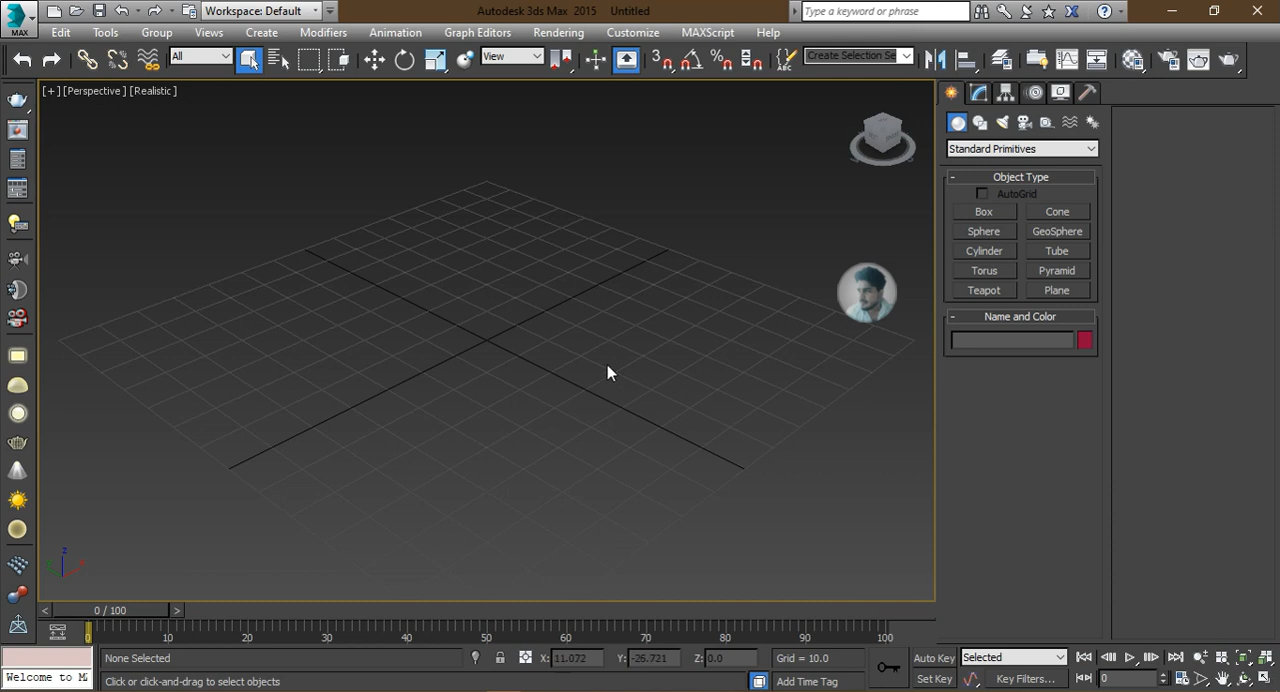 MAX
Workspace: Default
Autodesk 3ds Max 2015 Untitled
Type a keyword or phrase
Edit Tools Group Views Create Modifiers Animation Graph Editors Rendering Customize MAXScript Help
All
View
3
Create Selection Se
[+] [Perspective] [Realistic]
Standard Primitives
- Object Type
AutoGrid
Box Cone
Sphere GeoSphere
Cylinder Tube
Torus Pyramid
Teapot Plane
- Name and Color
z
< 0 / 100 >
0 10 20 30 40 50 60 70 80 90 100
None Selected X: 11.072 Y: -26.721 Z: 0.0 Grid = 10.0 Auto Key Selected
Welcome to M Click or click-and-drag to select objects Add Time Tag Set Key Key Filters... 0